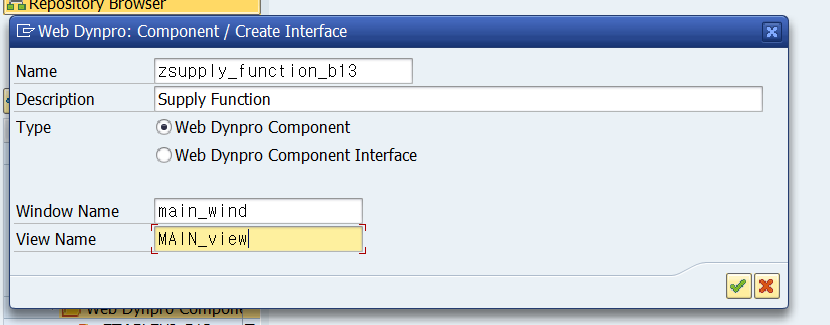 Repository Browser
Web Dynpro: Component / Create Interface
Name zsupply_function_b13
Description Supply Function
Type Web Dynpro Component
Web Dynpro Component Interface
Window Name main_wind
View Name MAIN_view
Web Dynpro Compone